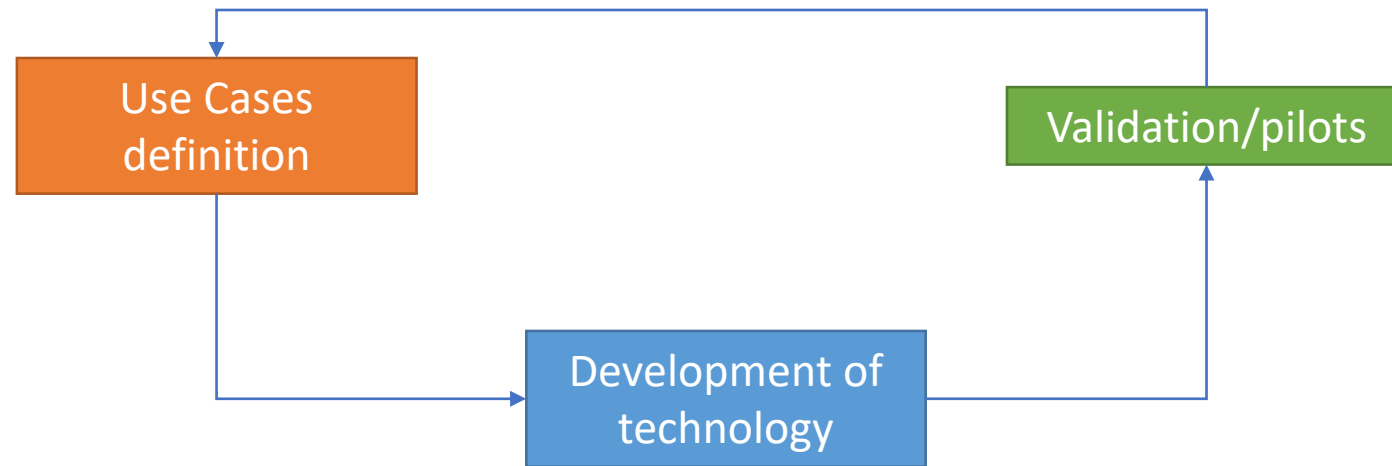 Use Cases
definition
Validation/pilots
Development of
technology